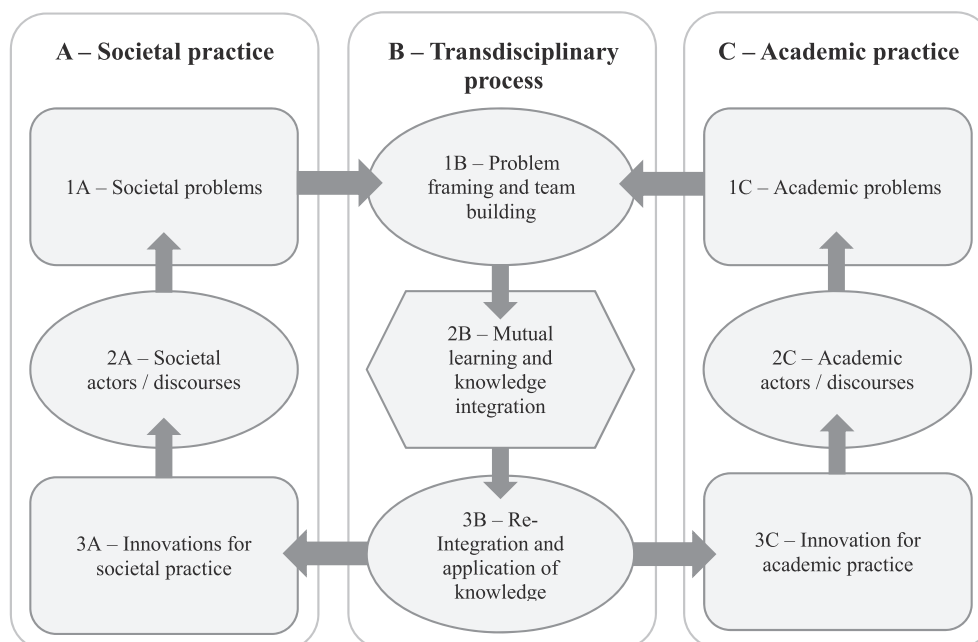 A – Societal practice
B – Transdisciplinary
process
C – Academic practice
1A – Societal problems
1B – Problem
framing and team
building
1C – Academic problems
2A – Societal
actors / discourses
2B – Mutual
learning and
knowledge
integration
2C – Academic
actors / discourses
3A – Innovations for
societal practice
3B – Re-
Integration and
application of
knowledge
3C – Innovation for
academic practice